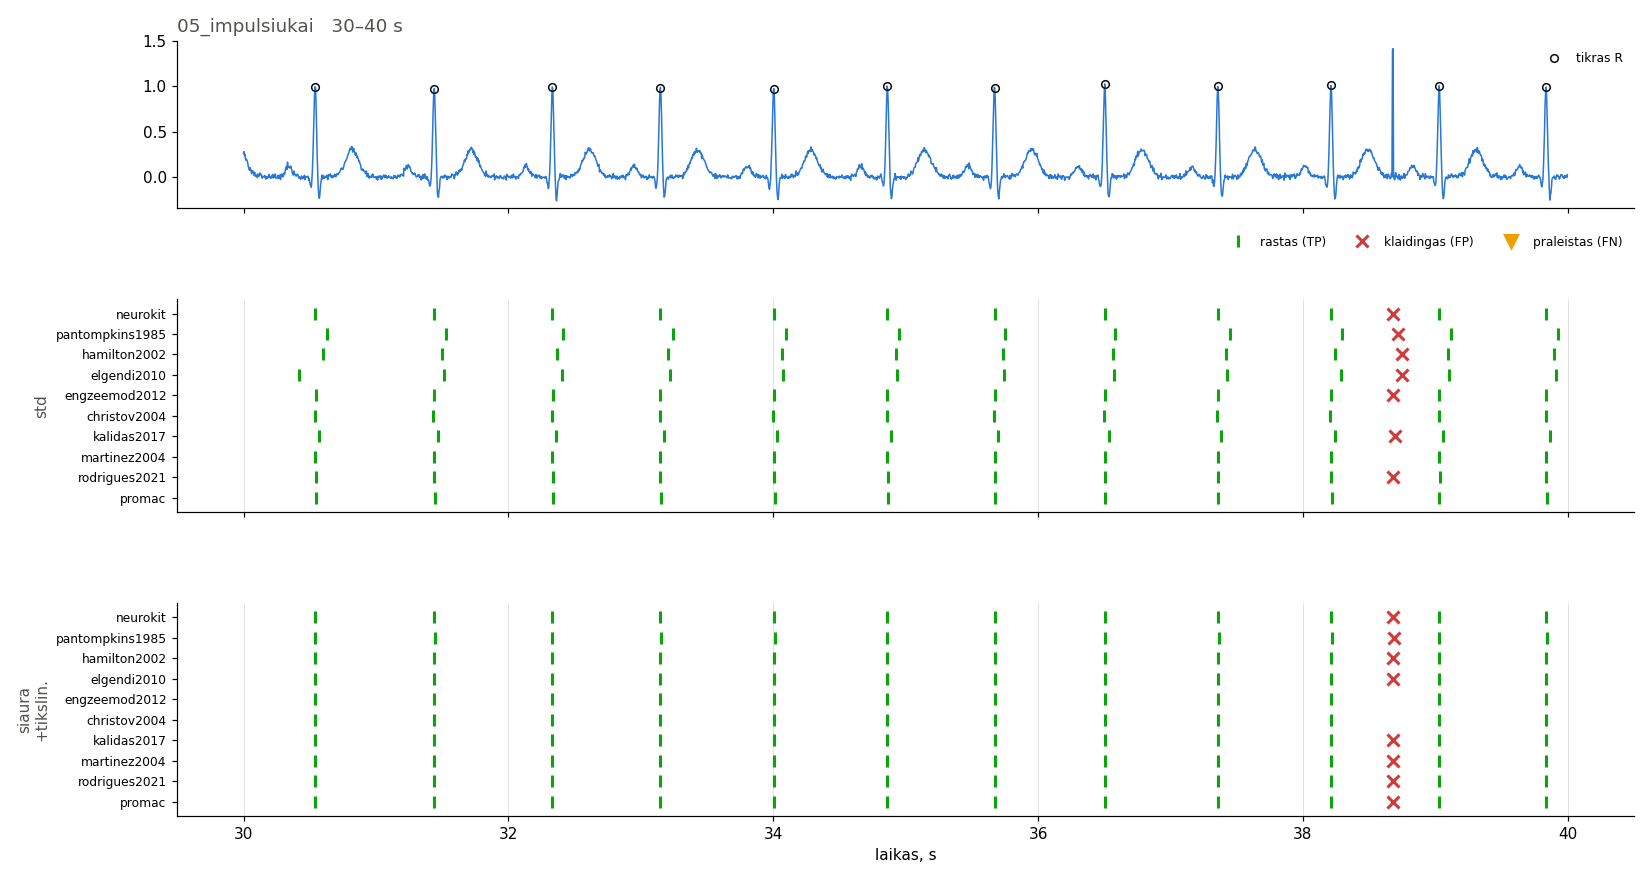 05_impulsiukai 30–40 s
1.5
1.0
0.5
0.0
tikras R
rastas (TP)
klaidingas (FP)
praleistas (FN)
std
neurokit
pantompkins1985
hamilton2002
elgendi2010
engzeemod2012
christov2004
kalidas2017
martinez2004
rodrigues2021
promac
siaura
+tikslin.
neurokit
pantompkins1985
hamilton2002
elgendi2010
engzeemod2012
christov2004
kalidas2017
martinez2004
rodrigues2021
promac
30
32
34
36
38
40
laikas, s